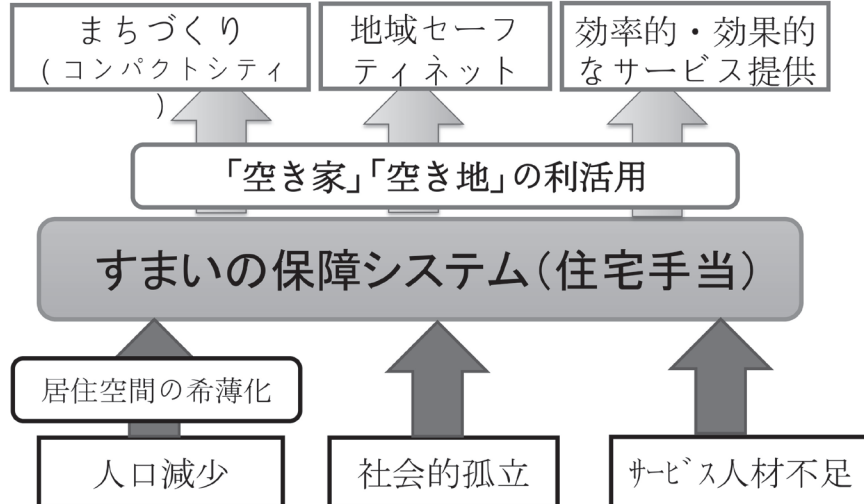 まちづくり
(コンパクトシティ
)
地域セーフ
ティネット
効率的・効果的
なサービス提供
「空き家」「空き地」の利活用
すまいの保障システム(住宅手当)
居住空間の希薄化
人口減少
社会的孤立
サービス人材不足